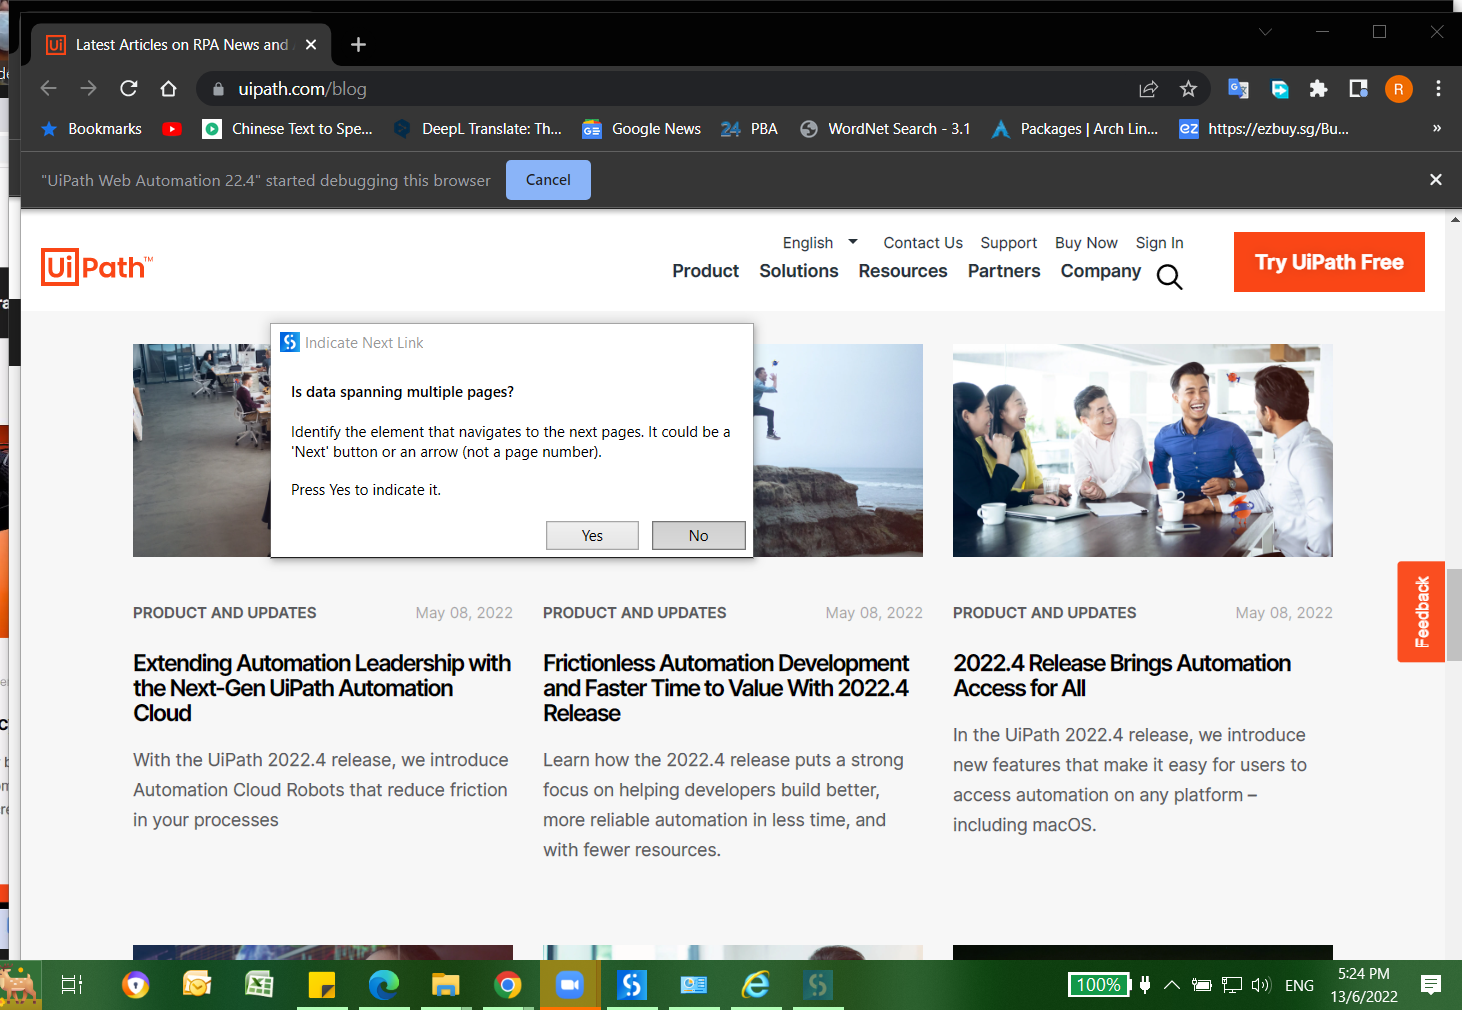 Latest Articles on RPA News and
uipath.com/blog
R
Bookmarks
Chinese Text to Spe...
DeepL Translate: Th...
Google News
24 PBA
WordNet Search - 3.1
Packages | Arch Lin...
eZ https://ezbuy.sg/Bu...
»
"UiPath Web Automation 22.4" started debugging this browser
Cancel
English
Contact Us
Support
Buy Now
Sign In
Ui Path™
Product
Solutions
Resources
Partners
Company
Try UiPath Free
Indicate Next Link
Is data spanning multiple pages?
Identify the element that navigates to the next pages. It could be a
'Next' button or an arrow (not a page number).
Press Yes to indicate it.
Yes
No
Feedback
PRODUCT AND UPDATES
May 08, 2022
Extending Automation Leadership with
the Next-Gen UiPath Automation
Cloud
With the UiPath 2022.4 release, we introduce
Automation Cloud Robots that reduce friction
in your processes
PRODUCT AND UPDATES
May 08, 2022
Frictionless Automation Development
and Faster Time to Value With 2022.4
Release
Learn how the 2022.4 release puts a strong
focus on helping developers build better,
more reliable automation in less time, and
with fewer resources.
PRODUCT AND UPDATES
May 08, 2022
2022.4 Release Brings Automation
Access for All
In the UiPath 2022.4 release, we introduce
new features that make it easy for users to
access automation on any platform –
including macOS.
100%
ENG
5:24 PM
13/6/2022